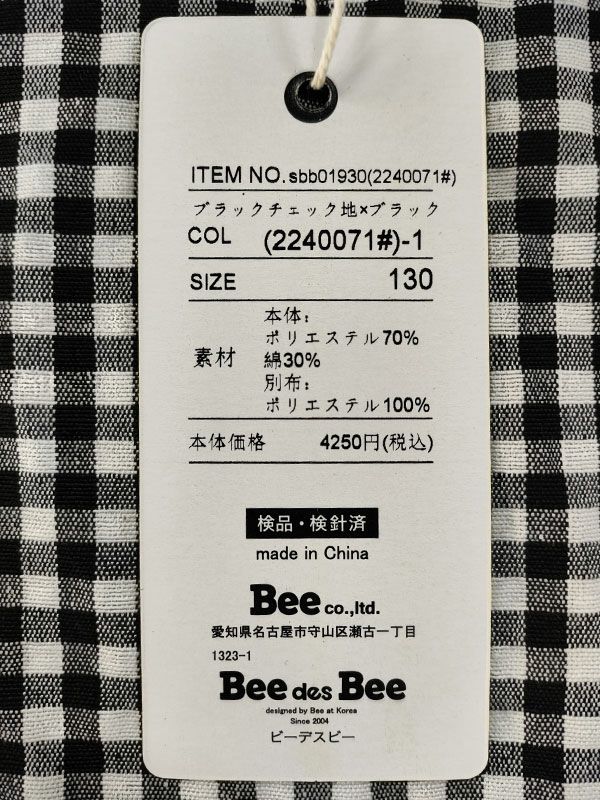 ITEM NO. sbb01930(2240071#)
ブラックチェック地×ブラック
COL (2240071#)-1
SIZE 130
本体:
ポリエステル70%
素材 綿30%
別布:
ポリエステル100%
本体価格 4250円(税込)
検品・検針済
made in China
Bee co.,ltd.
愛知県名古屋市守山区瀬古一丁目
1323-1
Bee des Bee
designed by Bee at Korea
Since 2004
ビーデスビー